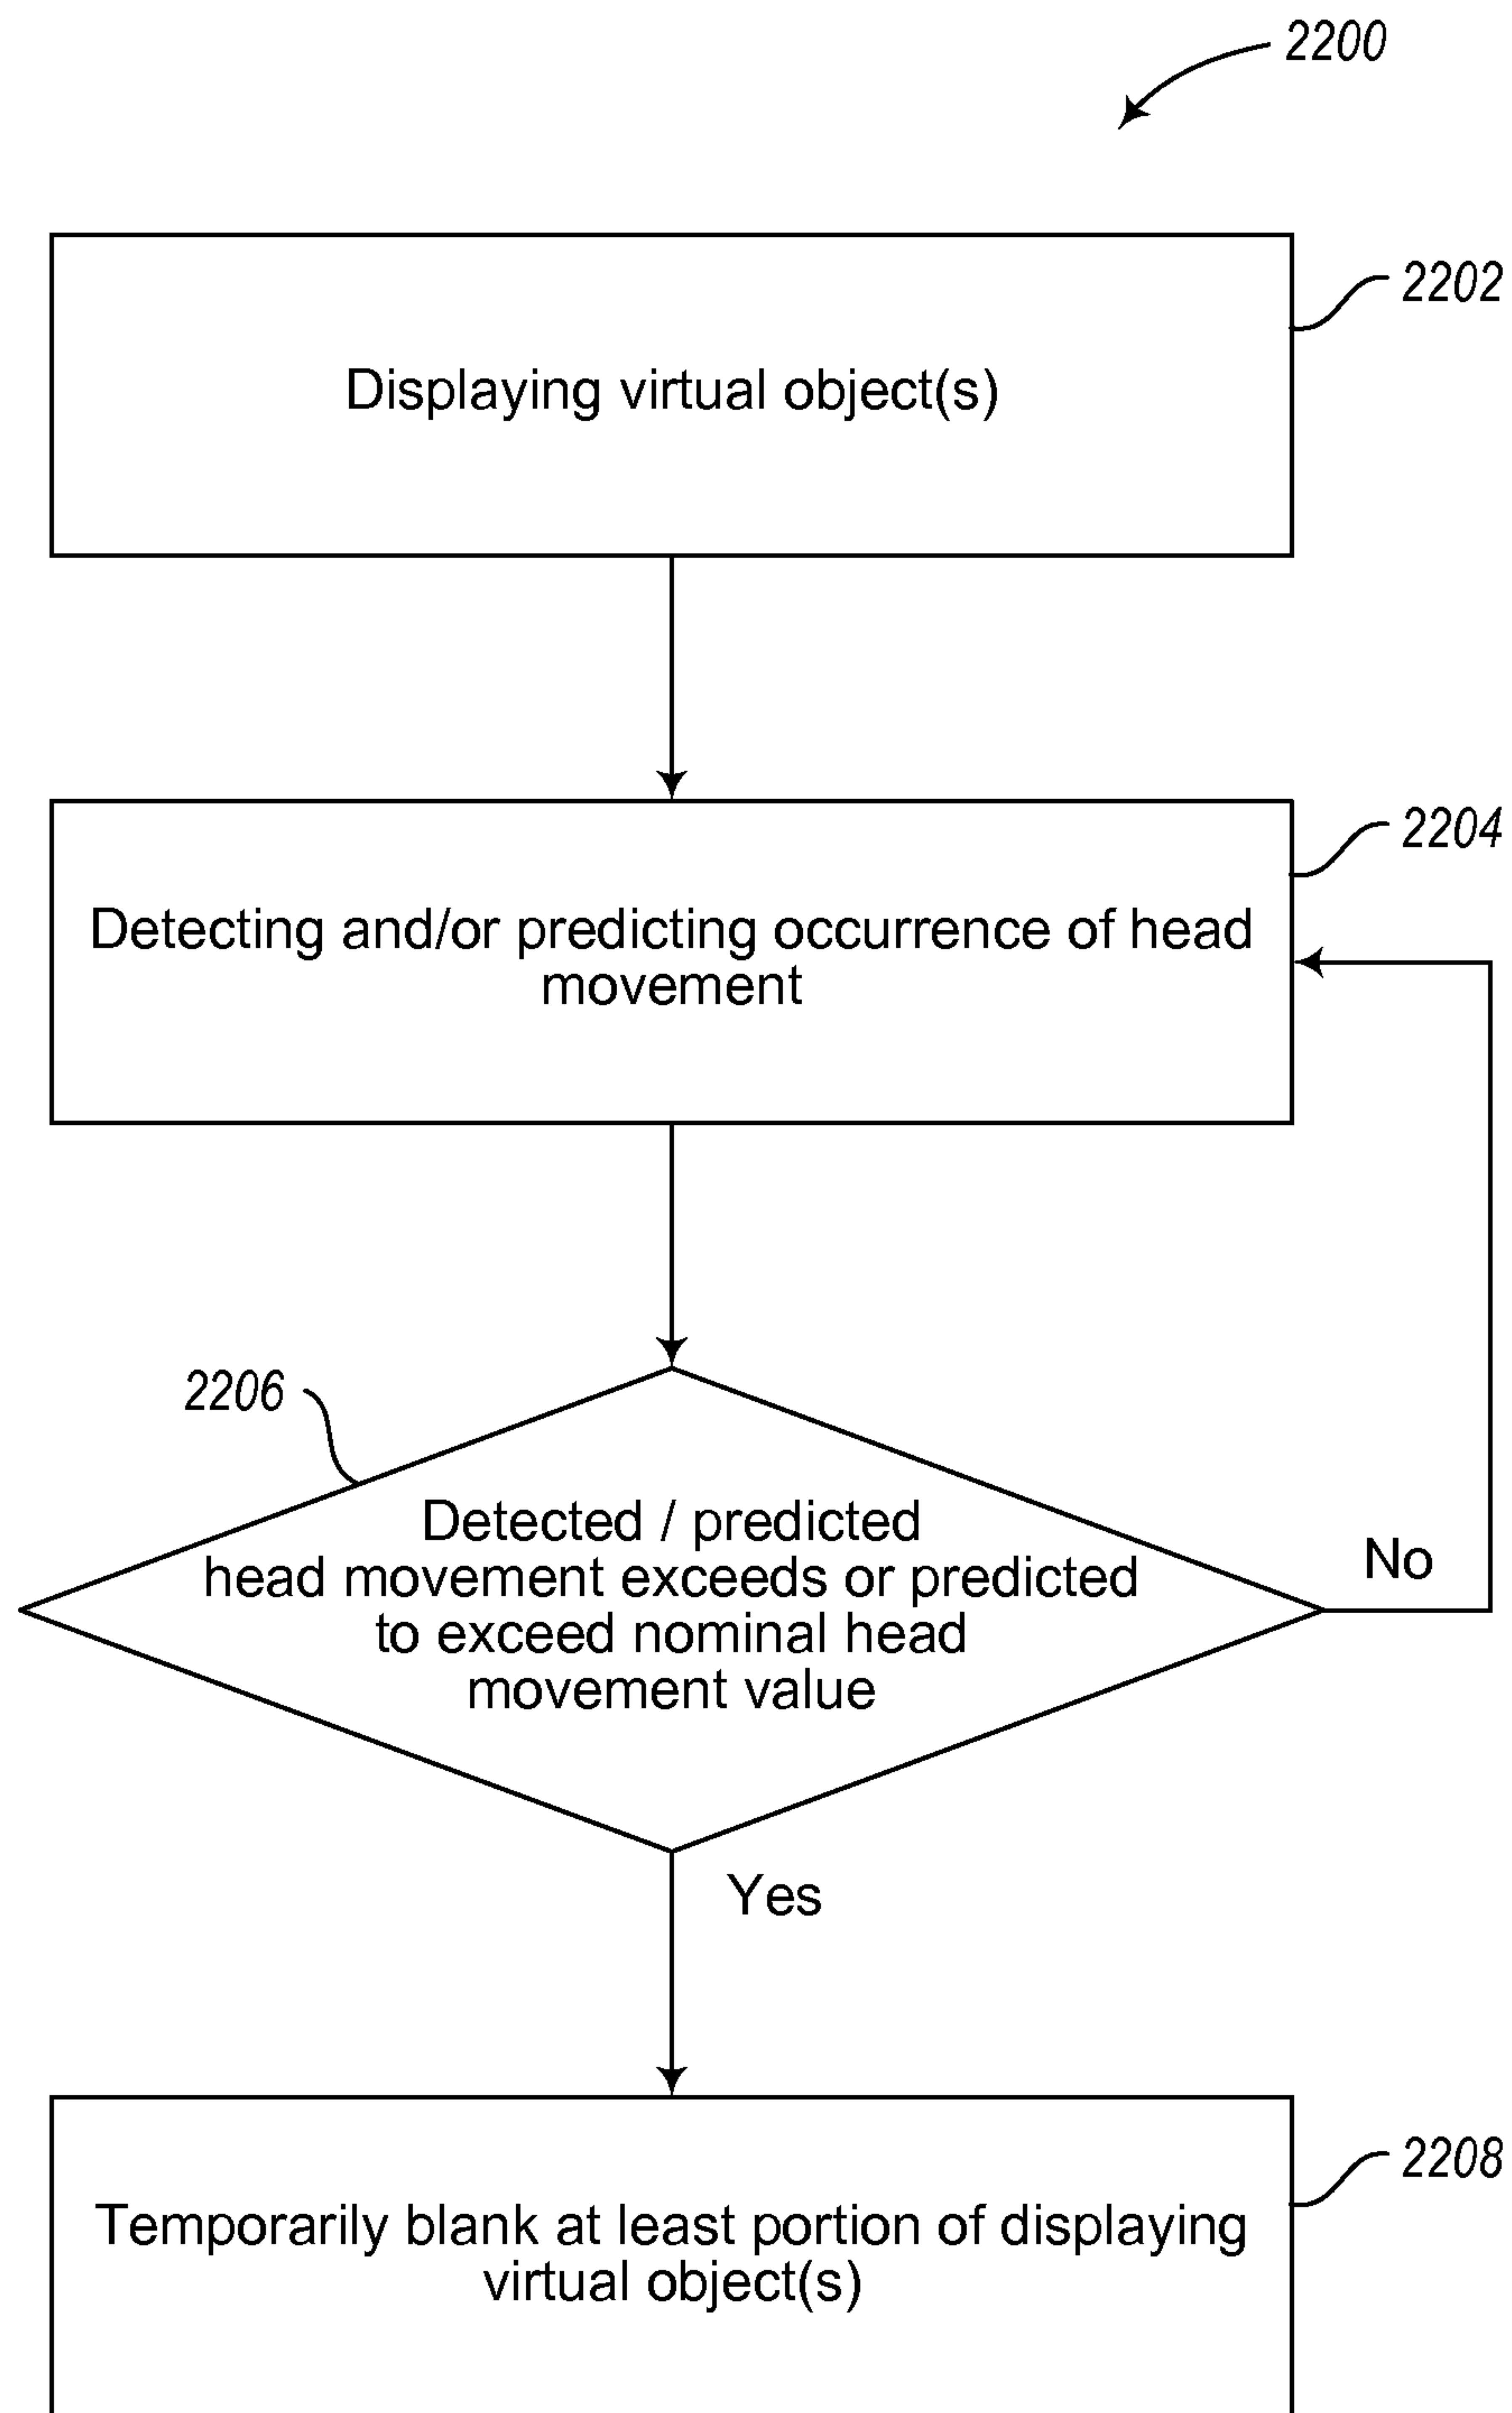 2200
2202
Displaying virtual object(s)
2204
Detecting and/or predicting occurrence of head
movement
2206
Detected / predicted
head movement exceeds or predicted
to exceed nominal head
movement value
No
Yes
2208
Temporarily blank at least portion of displaying
virtual object(s)